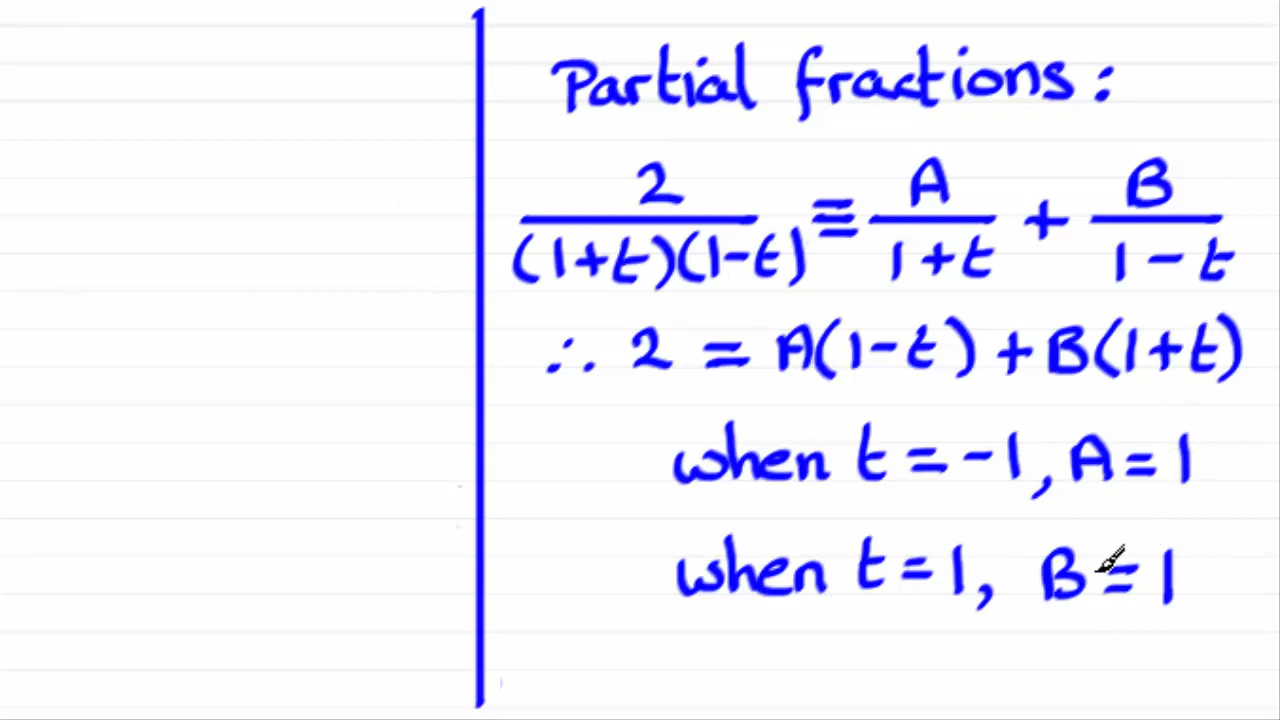 Partial fractions:
2/((1+t)(1-t)) ≡ A/(1+t) + B/(1-t)
∴ 2 = A(1-t) + B(1+t)
when t = -1, A = 1
when t = 1, B = 1